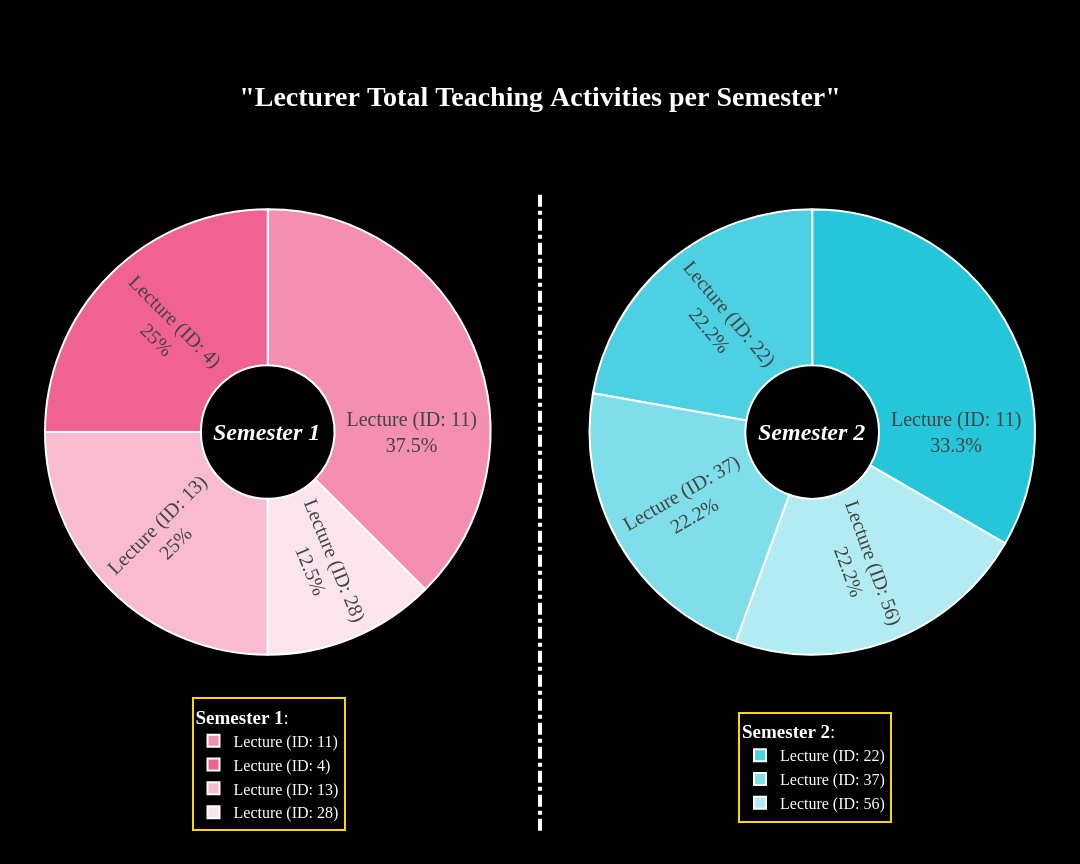 "Lecturer Total Teaching Activities per Semester"
Lecture (ID: 4)
25%
Lecture (ID: 11)
37.5%
Semester 1
Lecture (ID: 13)
25%
Lecture (ID: 28)
12.5%
Lecture (ID: 22)
22.2%
Lecture (ID: 11)
33.3%
Semester 2
Lecture (ID: 37)
22.2%
Lecture (ID: 56)
22.2%
Semester 1:
Lecture (ID: 11)
Lecture (ID: 4)
Lecture (ID: 13)
Lecture (ID: 28)
Semester 2:
Lecture (ID: 22)
Lecture (ID: 37)
Lecture (ID: 56)